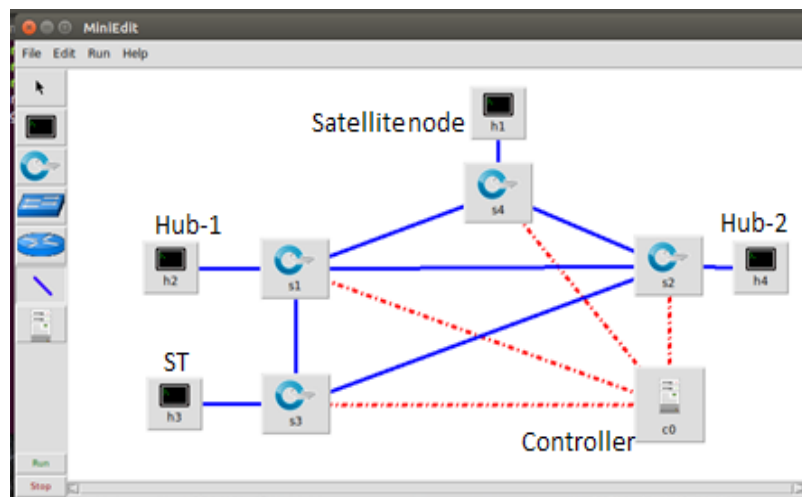 MiniEdit
File Edit Run Help
Satellite node
h1
s4
Hub-1
Hub-2
h2
s1
s2
h4
ST
h3
s3
Controller
c0
Run
Stop